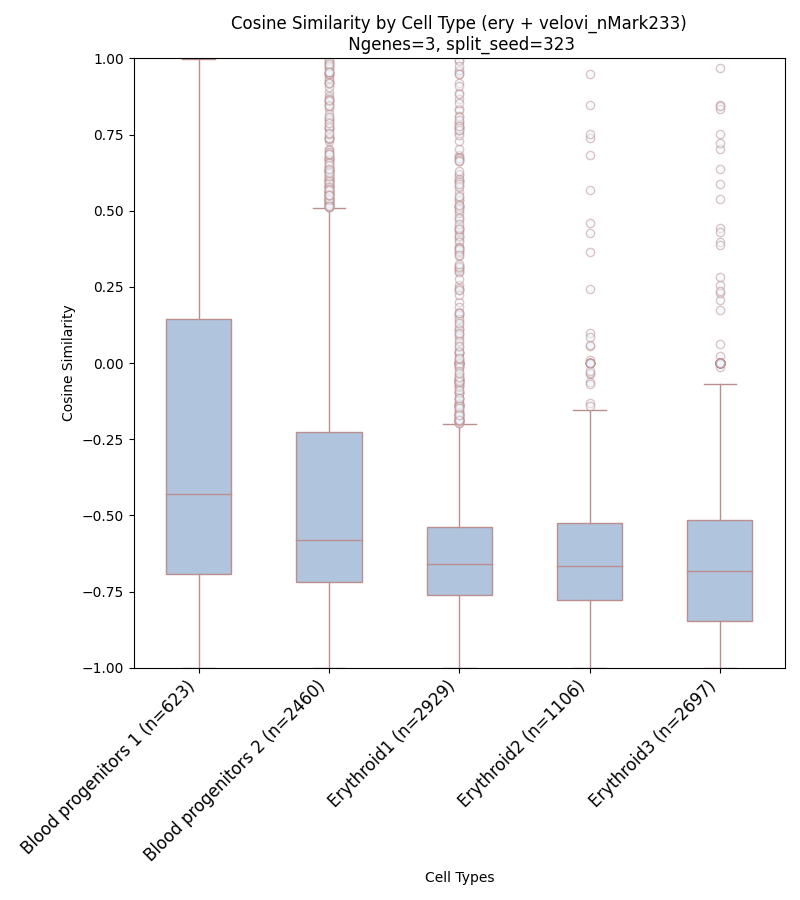 Cosine Similarity by Cell Type (ery + velovi_nMark233)
Ngenes=3, split_seed=323
1.00
0.75
0.50
0.25
0.00
−0.25
−0.50
−0.75
−1.00
Cosine Similarity
Blood progenitors 1 (n=623)
Blood progenitors 2 (n=2460)
Erythroid1 (n=2929)
Erythroid2 (n=1106)
Erythroid3 (n=2697)
Cell Types